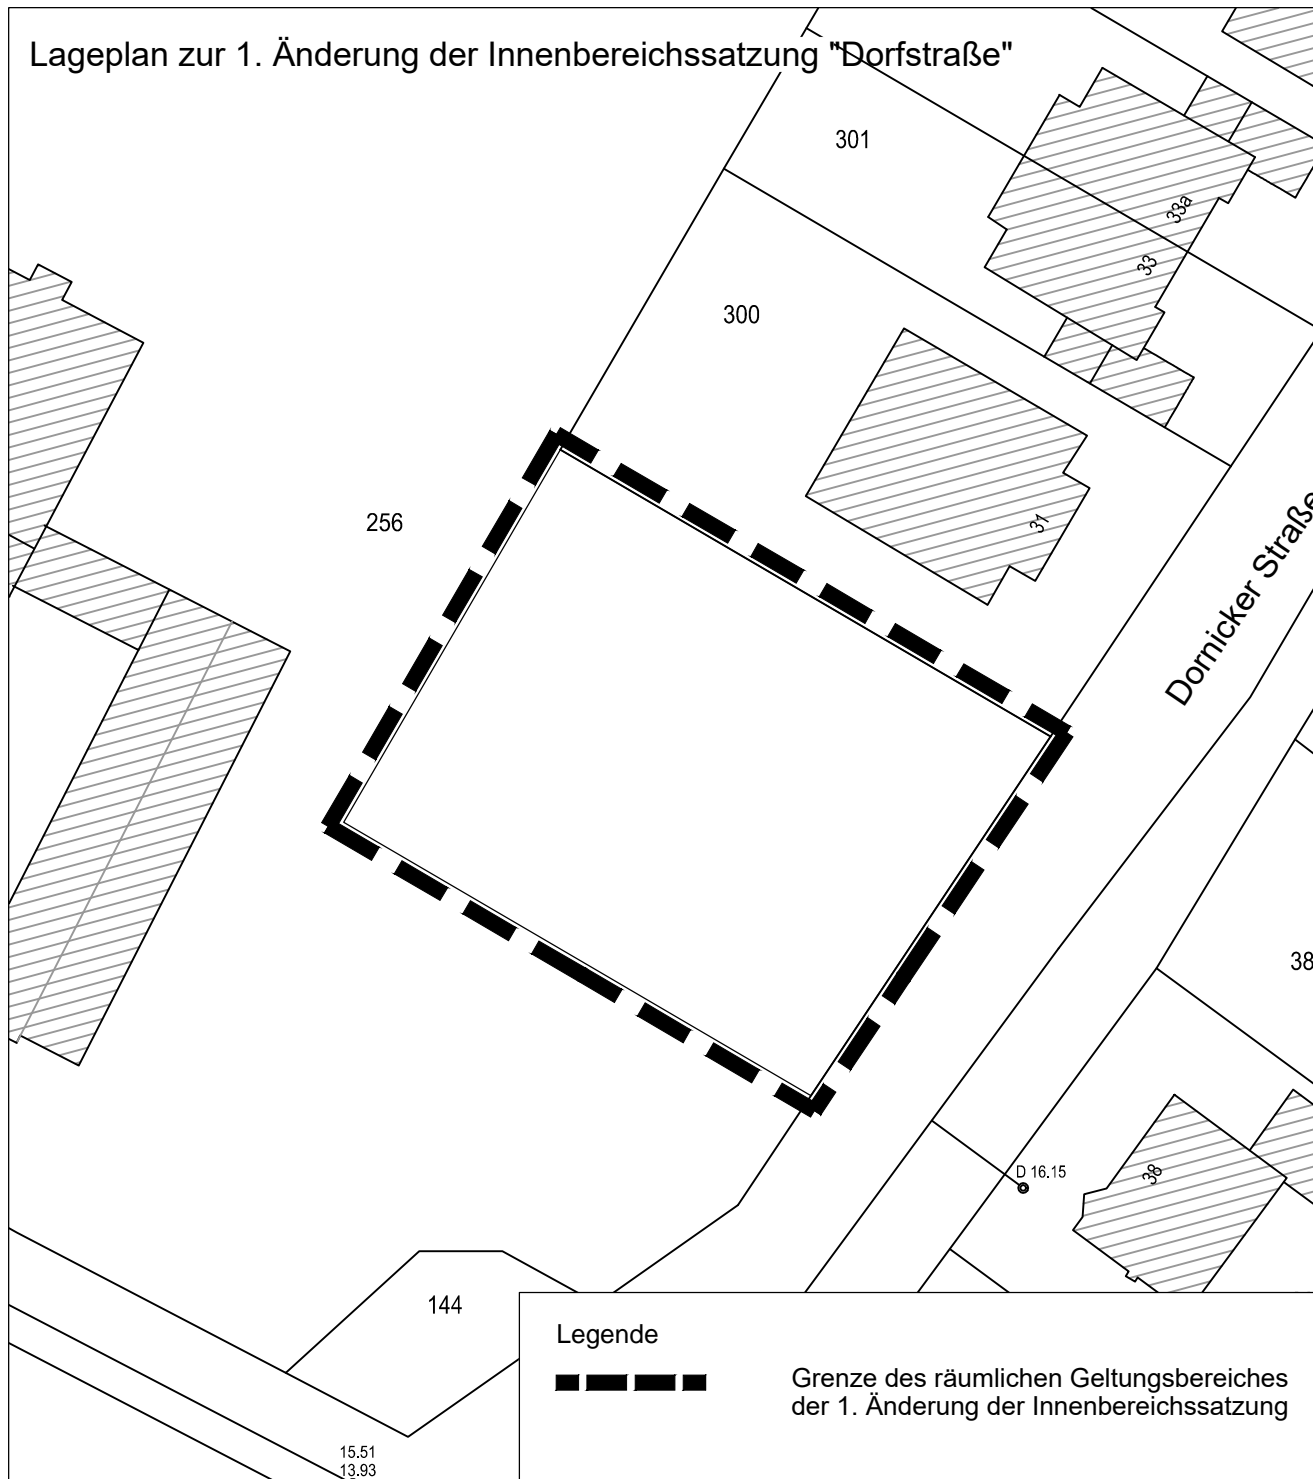 Lageplan zur 1. Änderung der Innenbereichssatzung "Dorfstraße"
301
33a
33
300
256
31
Dornicker Straße
38
D 16.15
38
144
Legende
Grenze des räumlichen Geltungsbereiches
der 1. Änderung der Innenbereichssatzung
15.51
13.93